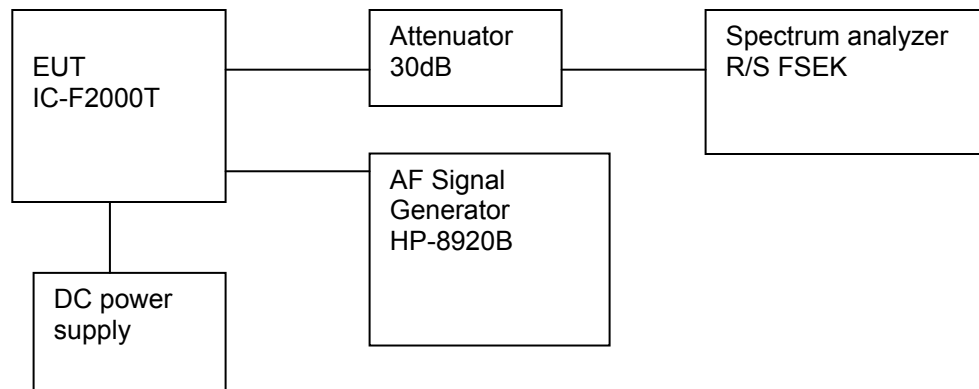 EUT
IC-F2000T
Attenuator
30dB
Spectrum analyzer
R/S FSEK
AF Signal
Generator
HP-8920B
DC power
supply